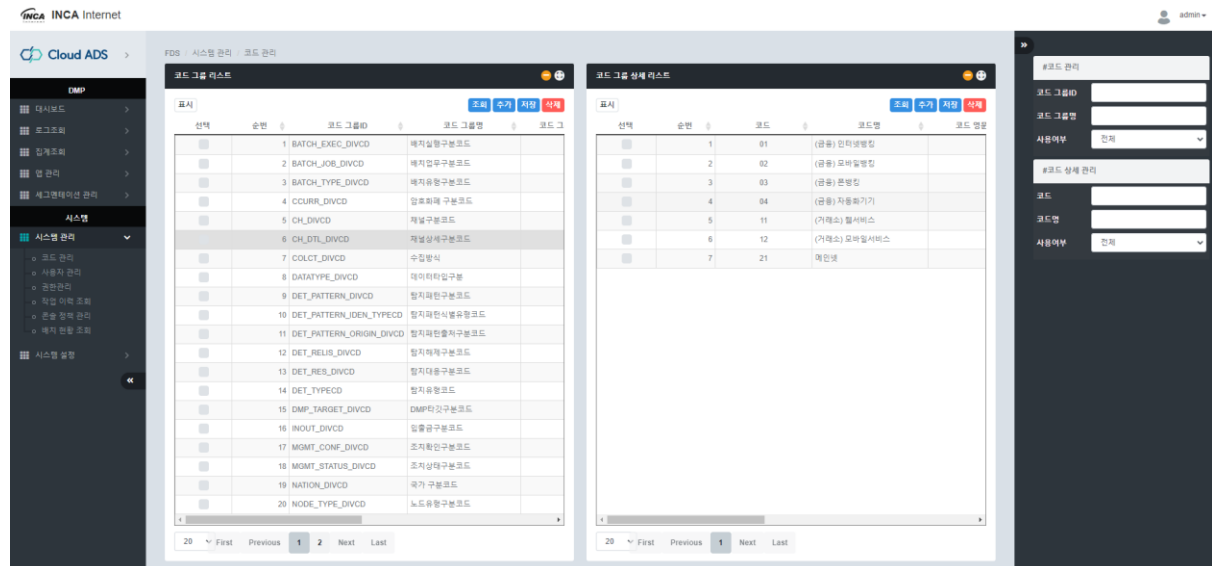 INCA INCA Internet
admin
Cloud ADS
DMP
대시보드
로그조회
집계조회
앱 관리
세그멘테이션 관리
시스템
시스템 관리
코드 관리
사용자 관리
권한관리
작업 이력 조회
콘솔 정책 관리
배치 현황 조회
시스템 설정
FDS / 시스템 관리 / 코드 관리
코드 그룹 리스트
표시
조회 추가 저장 삭제
선택 순번 코드 그룹ID 코드 그룹명 코드 그
1 BATCH_EXEC_DIVCD 배치실행구분코드
2 BATCH_JOB_DIVCD 배치업무구분코드
3 BATCH_TYPE_DIVCD 배치유형구분코드
4 CCURR_DIVCD 암호화폐 구분코드
5 CH_DIVCD 채널구분코드
6 CH_DTL_DIVCD 채널상세구분코드
7 COLCT_DIVCD 수집방식
8 DATATYPE_DIVCD 데이터타입구분
9 DET_PATTERN_DIVCD 탐지패턴구분코드
10 DET_PATTERN_IDEN_TYPECD 탐지패턴식별유형코드
11 DET_PATTERN_ORIGIN_DIVCD 탐지패턴출처구분코드
12 DET_RELIS_DIVCD 탐지해제구분코드
13 DET_RES_DIVCD 탐지대응구분코드
14 DET_TYPECD 탐지유형코드
15 DMP_TARGET_DIVCD DMP타깃구분코드
16 INOUT_DIVCD 입출금구분코드
17 MGMT_CONF_DIVCD 조치확인구분코드
18 MGMT_STATUS_DIVCD 조치상태구분코드
19 NATION_DIVCD 국가 구분코드
20 NODE_TYPE_DIVCD 노드유형구분코드
20 First Previous 1 2 Next Last
코드 그룹 상세 리스트
표시
조회 추가 저장 삭제
선택 순번 코드 코드명 코드 영문
1 01 (금융) 인터넷뱅킹
2 02 (금융) 모바일뱅킹
3 03 (금융) 폰뱅킹
4 04 (금융) 자동화기기
5 11 (거래소) 웹서비스
6 12 (거래소) 모바일서비스
7 21 메인넷
20 First Previous 1 Next Last
#코드 관리
코드 그룹ID
코드 그룹명
사용여부 전체
#코드 상세 관리
코드
코드명
사용여부 전체